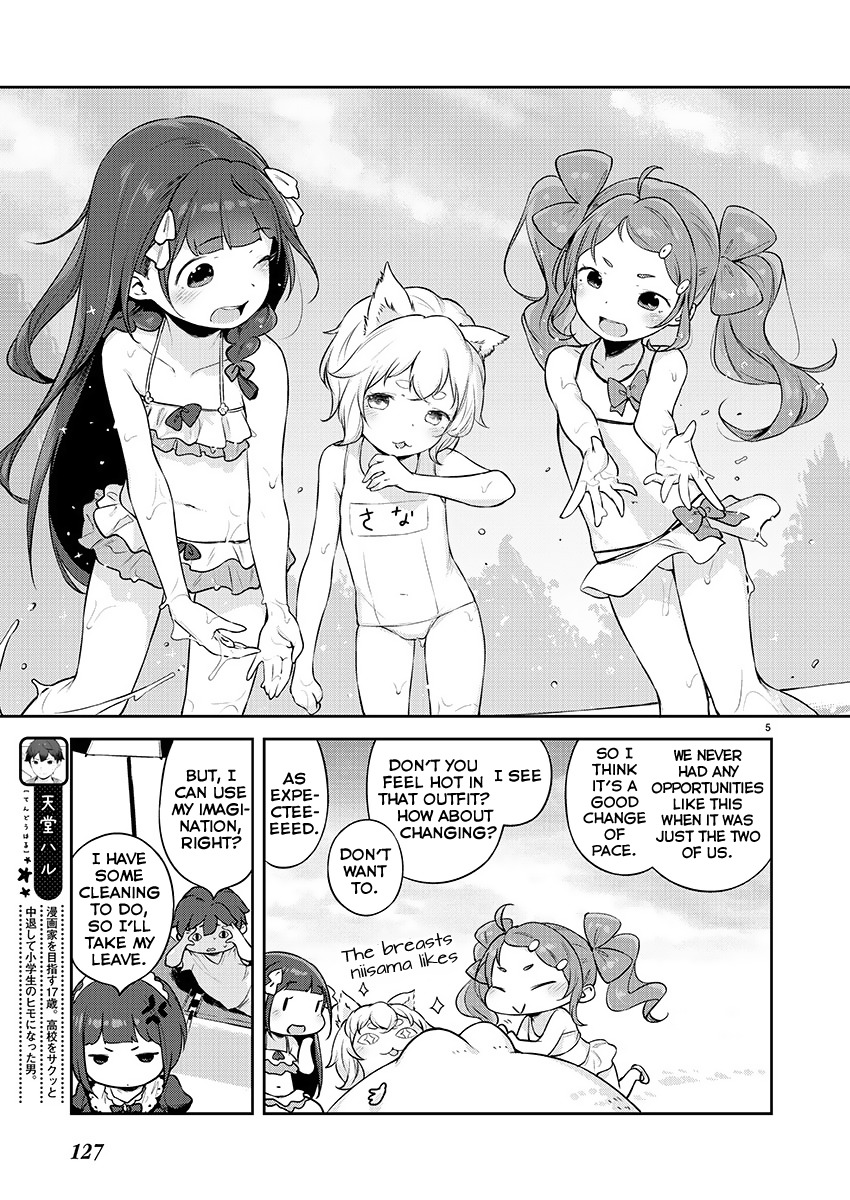 さな
5
WE NEVER
HAD ANY
OPPORTUNITIES
LIKE THIS
WHEN IT WAS
JUST THE TWO
OF US.
SO I
THINK
IT'S A
GOOD
CHANGE
OF
PACE.
I SEE
DON'T YOU
FEEL HOT IN
THAT OUTFIT?
HOW ABOUT
CHANGING?
DON'T
WANT
TO.
AS
EXPE-
CTEE-
EEED.
The breasts
niisama likes
BUT, I
CAN USE
MY IMAGI-
NATION,
RIGHT?
I HAVE
SOME
CLEANING
TO DO,
SO I'LL
TAKE MY
LEAVE.
天堂ハル
【てんどうはる】
漫画家を目指す17歳。高校をサクッと
中退して小学生のヒモになった男。
127